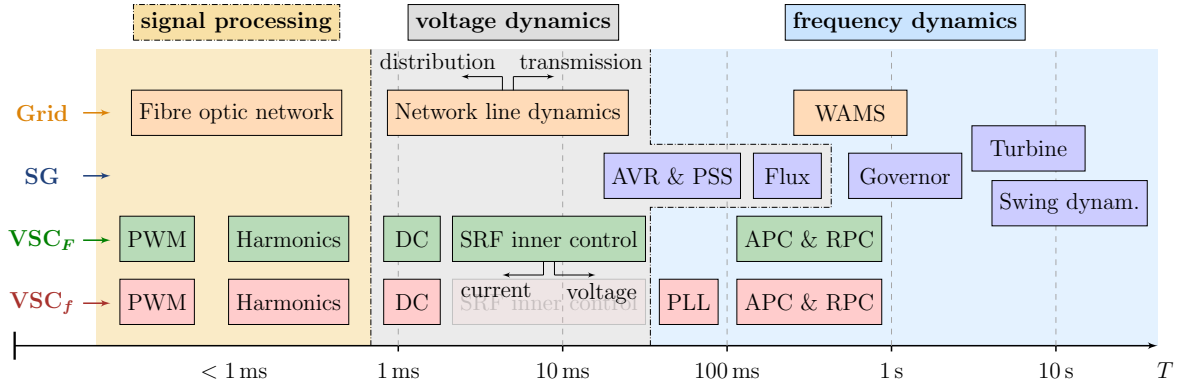 signal processing voltage dynamics frequency dynamics
distribution transmission
Grid Fibre optic network Network line dynamics WAMS
Turbine
SG AVR & PSS Flux Governor
Swing dynam.
VSC_F PWM Harmonics DC SRF inner control APC & RPC
current voltage
VSC_f PWM Harmonics DC SRF inner control PLL APC & RPC
< 1 ms 1 ms 10 ms 100 ms 1 s 10 s T